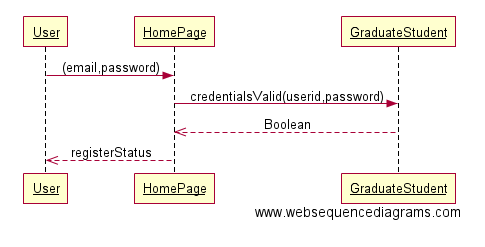 User
HomePage
GraduateStudent
(email,password)
credentialsValid(userid,password)
Boolean
registerStatus
User
HomePage
GraduateStudent
www.websequencediagrams.com